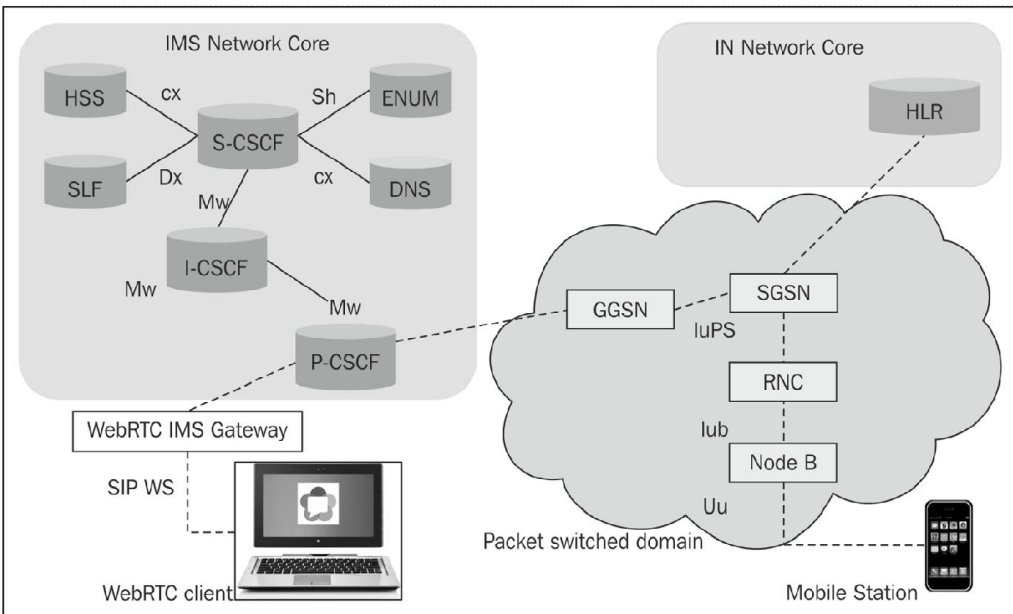 IMS Network Core
IN Network Core
HSS
cx
Sh
ENUM
HLR
S-CSCF
SLF
Dx
cx
DNS
Mw
I-CSCF
Mw
Mw
GGSN
SGSN
IuPS
P-CSCF
RNC
WebRTC IMS Gateway
Iub
Node B
SIP WS
Uu
Packet switched domain
WebRTC client
Mobile Station